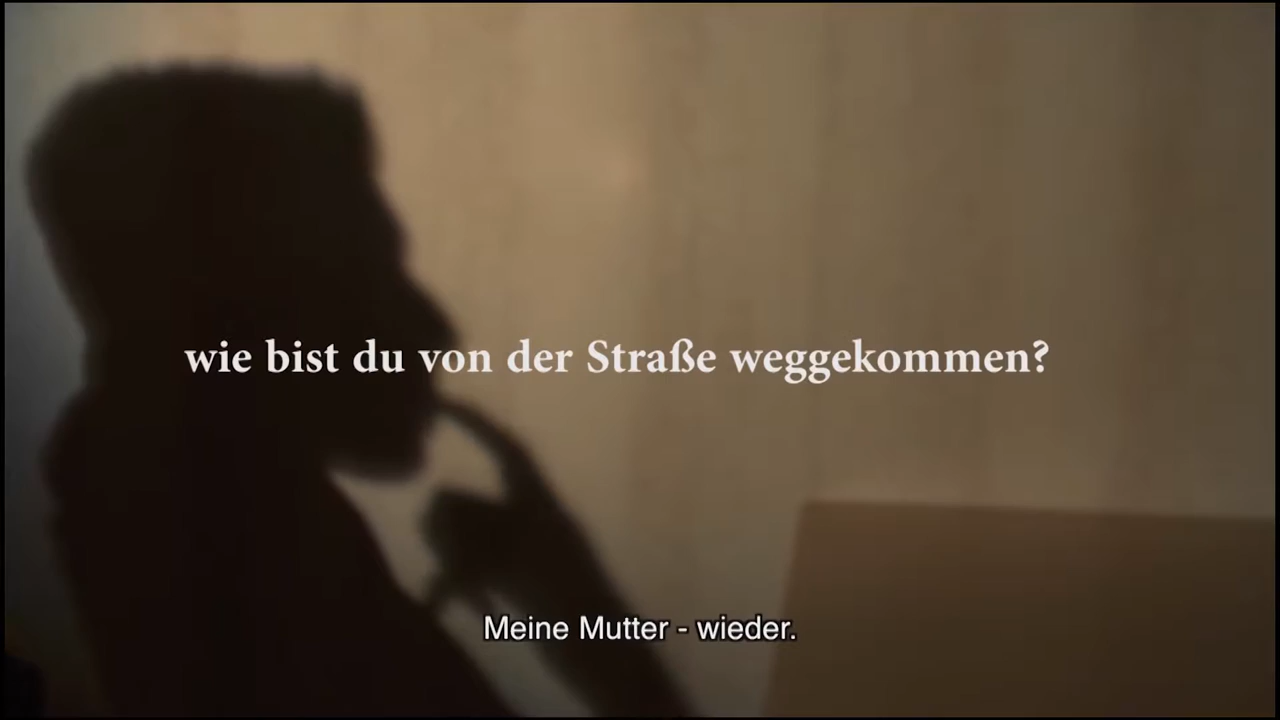 wie bist du von der Straße weggekommen?
Meine Mutter - wieder.